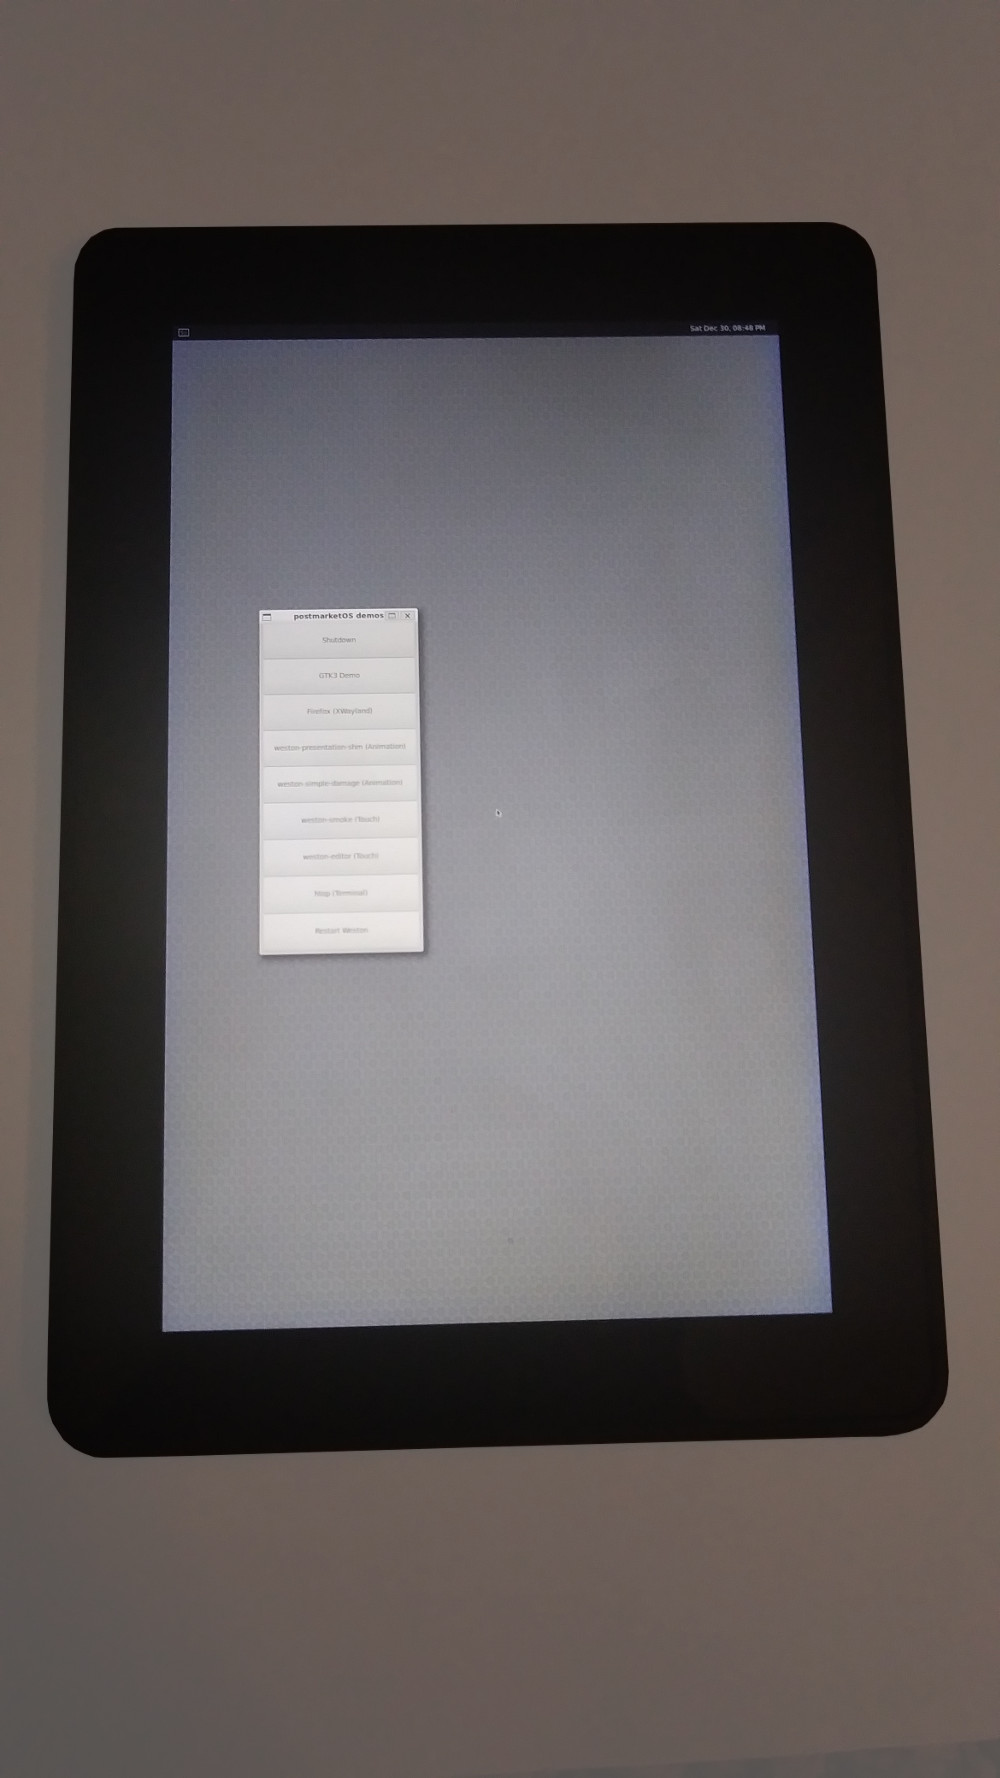 Sat Dec 30, 08:48 PM
postmarketOS demos
Shutdown
GTK3 Demo
Firefox (XWayland)
weston-presentation-shm (Animation)
weston-simple-damage (Animation)
weston-smoke (Touch)
weston-editor (Touch)
htop (Terminal)
Restart Weston